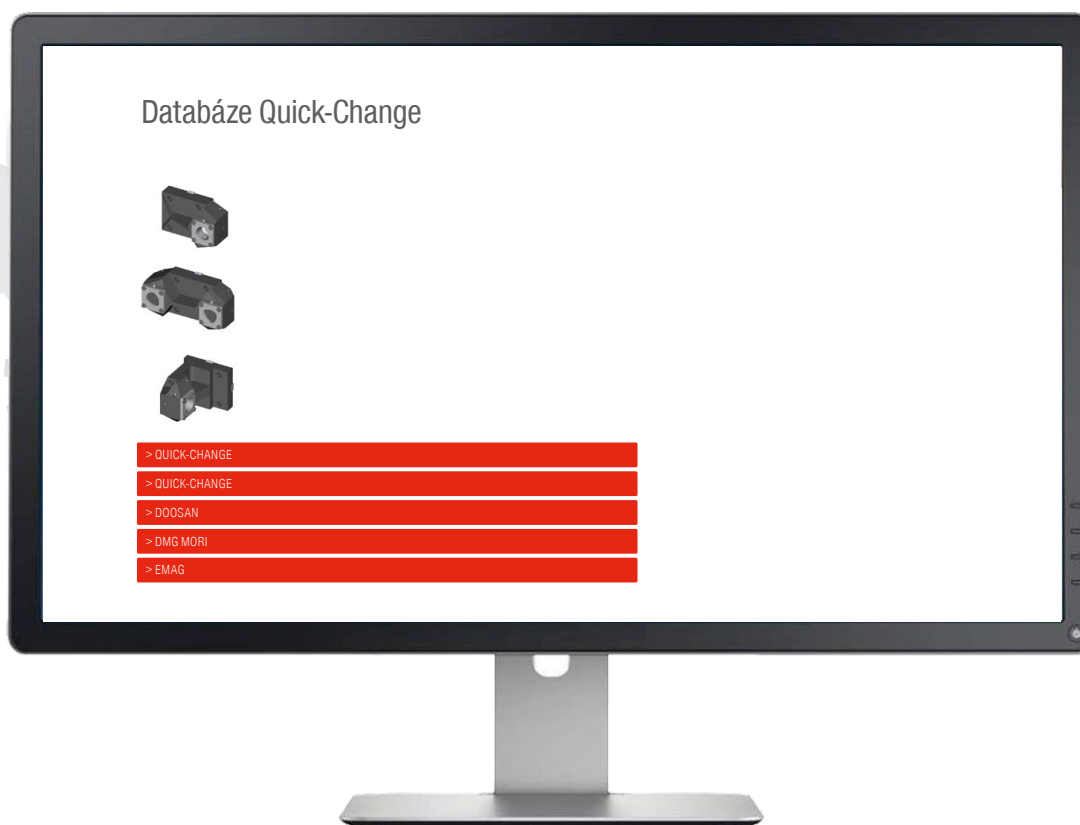 Databáze Quick-Change
> QUICK-CHANGE
> QUICK-CHANGE
> DOOSAN
> DMG MORI
> EMAG